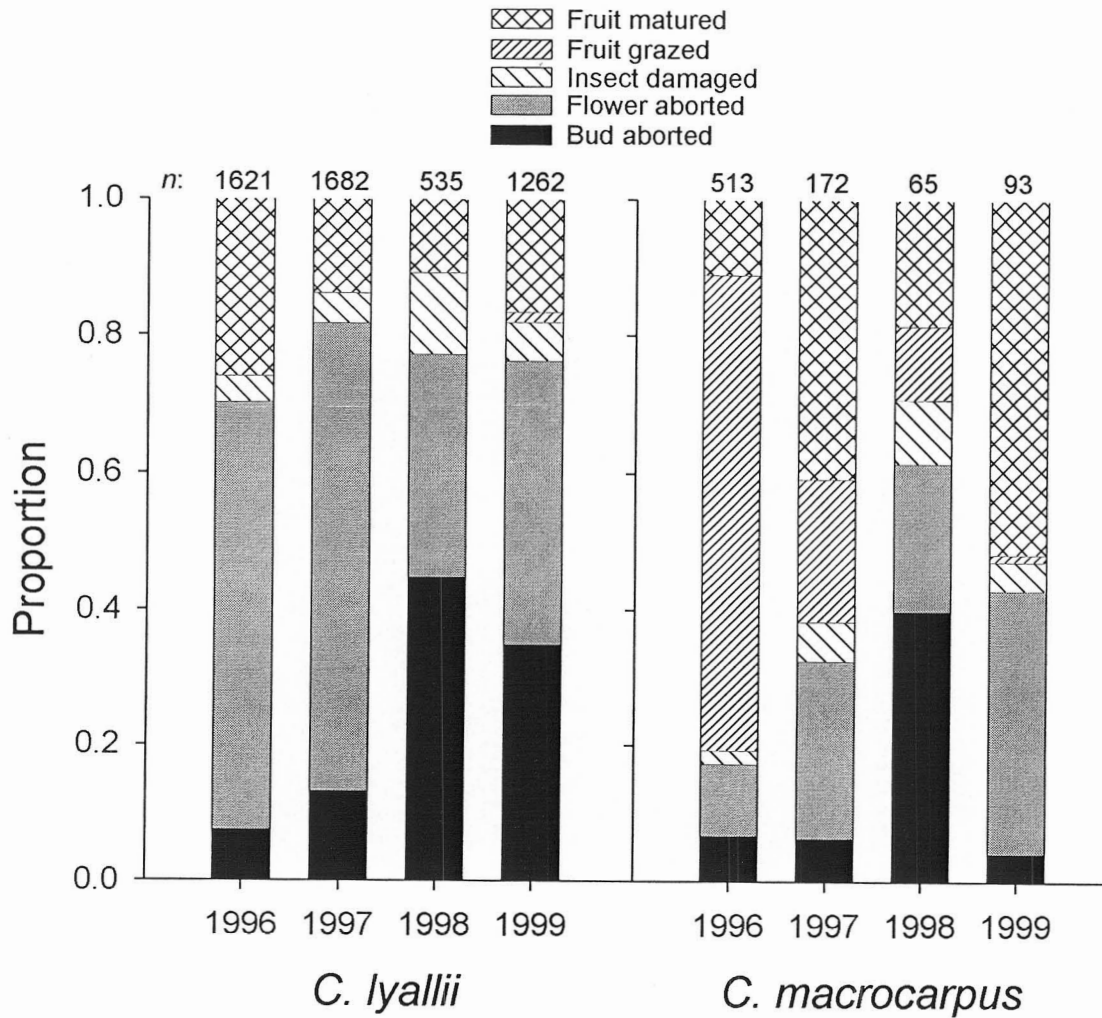 Fruit matured
Fruit grazed
Insect damaged
Flower aborted
Bud aborted
n: 1621 1682 535 1262 513 172 65 93
1.0
0.8
0.6
0.4
0.2
0.0
Proportion
1996 1997 1998 1999 1996 1997 1998 1999
C. lyallii C. macrocarpus